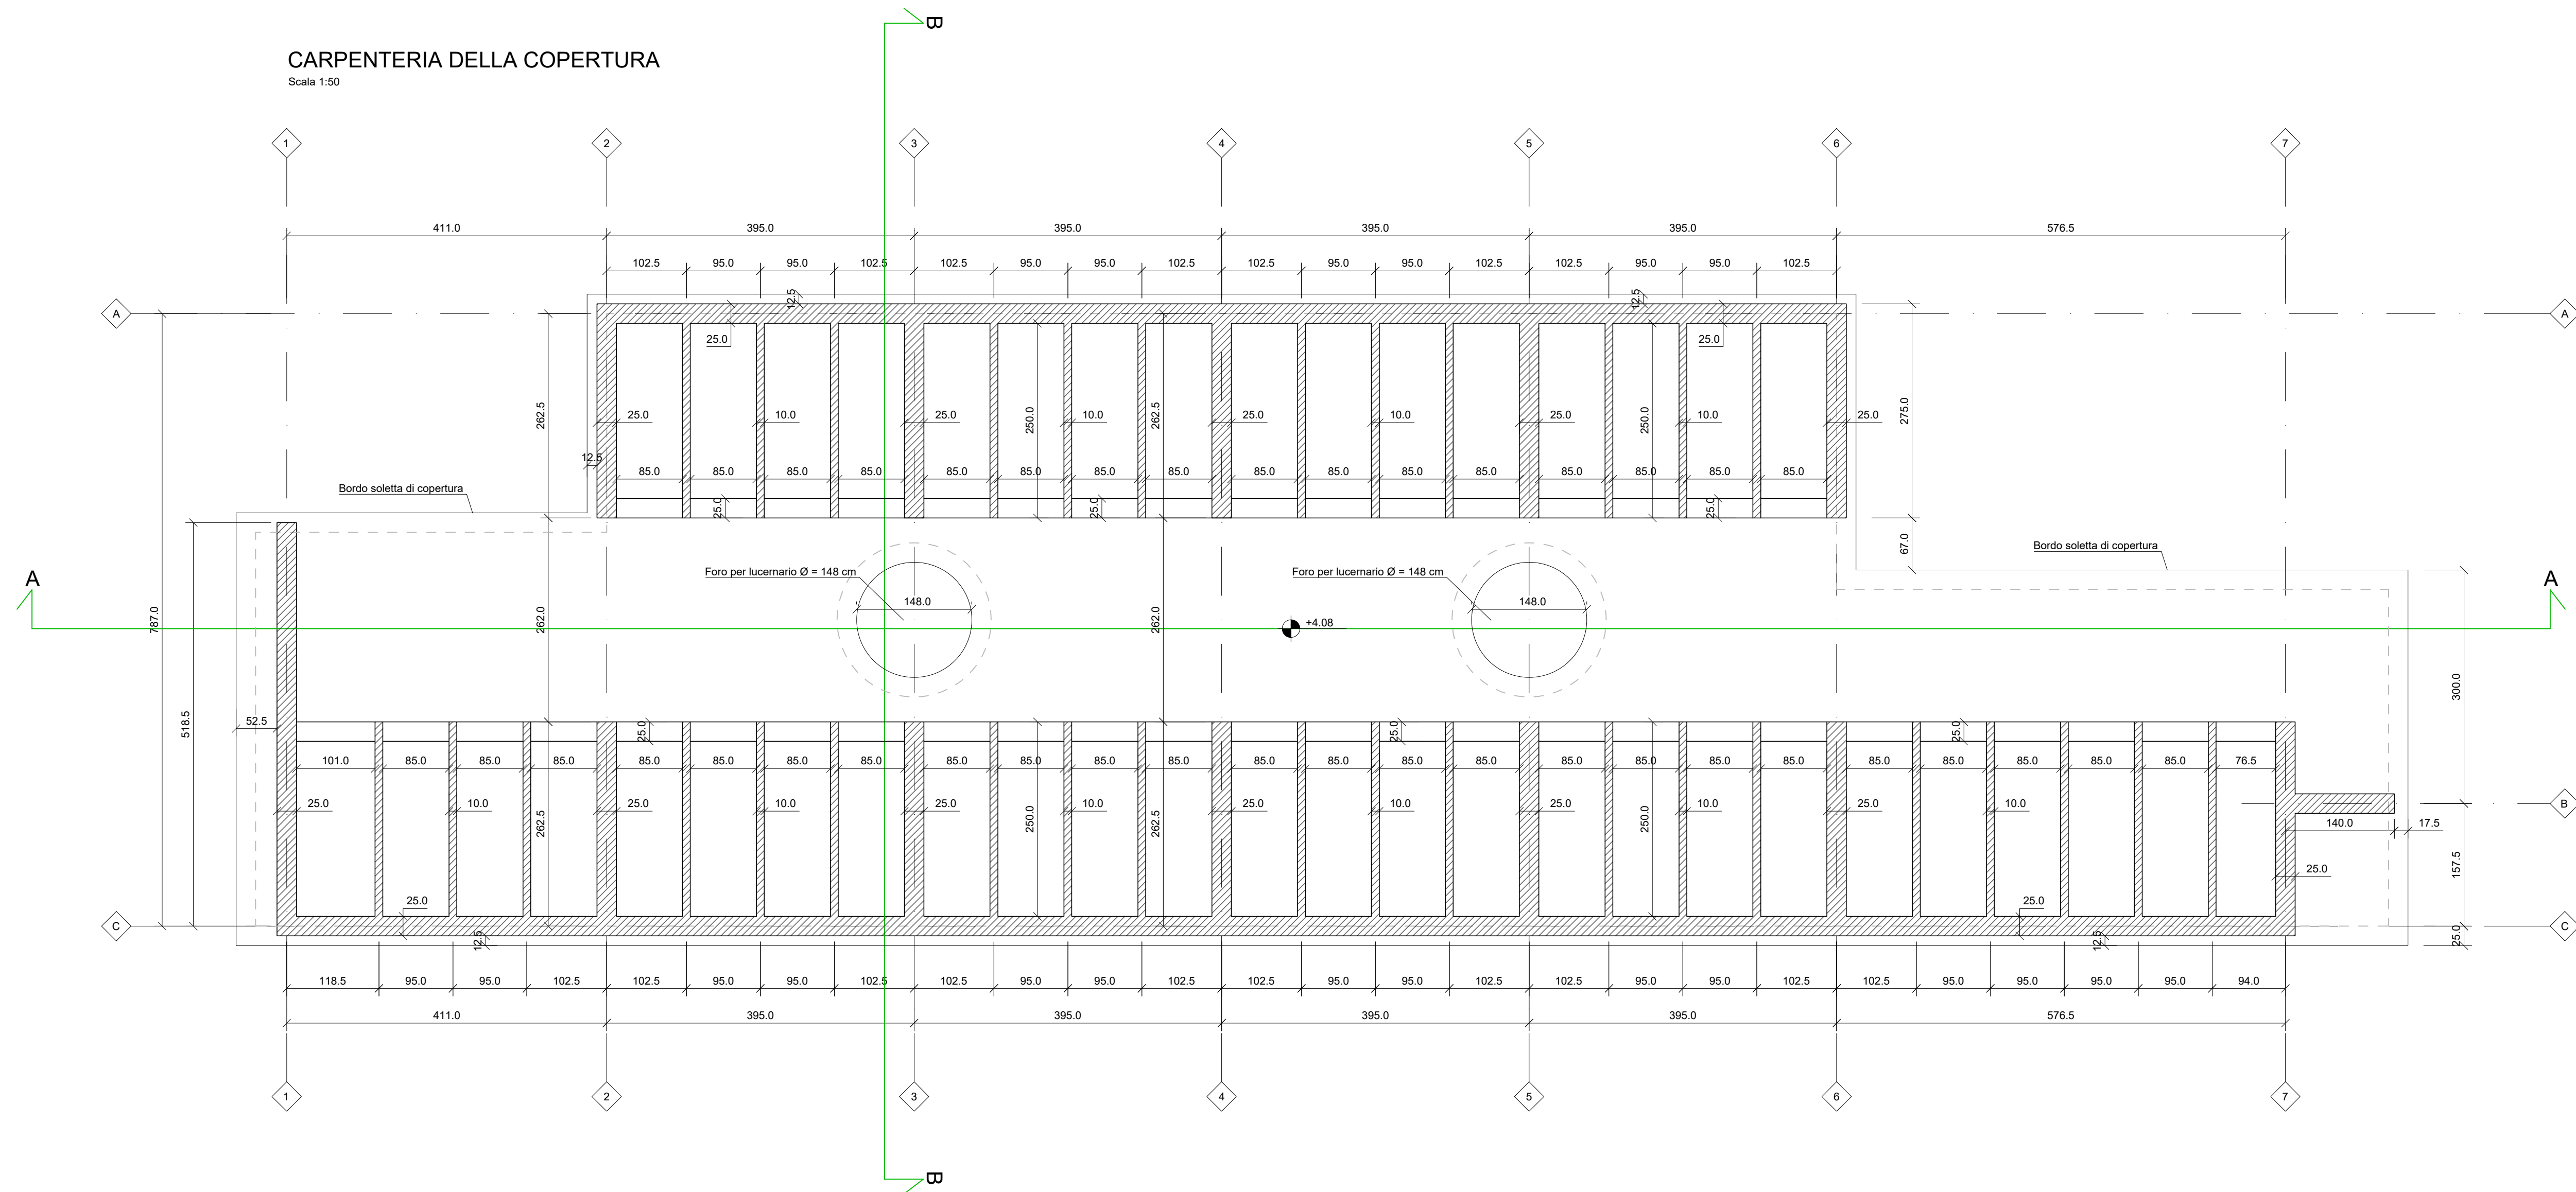 B
CARPENTERIA DELLA COPERTURA
Scala 1:50
1 2 3 4 5 6 7
411.0 395.0 395.0 395.0 395.0 576.5
102.5 95.0 95.0 102.5 102.5 95.0 95.0 102.5 102.5 95.0 95.0 102.5 102.5 95.0 95.0 102.5
12.5 12.5
A A
25.0 25.0
262.5 25.0 10.0 25.0 250.0 10.0 262.5 25.0 10.0 25.0 250.0 10.0 25.0 275.0
12.5
85.0 85.0 85.0 85.0 85.0 85.0 85.0 85.0 85.0 85.0 85.0 85.0 85.0 85.0 85.0 85.0
Bordo soletta di copertura
25.0 25.0 25.0
67.0
Bordo soletta di copertura
Foro per lucernario Ø = 148 cm
Foro per lucernario Ø = 148 cm
A A
148.0 148.0
787.0 262.0 262.0
+4.08
300.0
518.5
52.5
25.0 25.0 25.0
101.0 85.0 85.0 85.0 85.0 85.0 85.0 85.0 85.0 85.0 85.0 85.0 85.0 85.0 85.0 85.0 85.0 85.0 85.0 85.0 85.0 85.0 85.0 85.0 85.0 76.5
25.0 10.0 25.0 10.0 25.0 10.0 25.0 10.0 25.0 10.0 25.0 10.0
B
262.5 250.0 262.5 250.0
140.0 17.5
157.5
25.0
25.0 25.0
C C
12.5 12.5 25.0
118.5 95.0 95.0 102.5 102.5 95.0 95.0 102.5 102.5 95.0 95.0 102.5 102.5 95.0 95.0 102.5 102.5 95.0 95.0 102.5 102.5 95.0 95.0 95.0 95.0 94.0
411.0 395.0 395.0 395.0 395.0 576.5
1 2 3 4 5 6 7
B